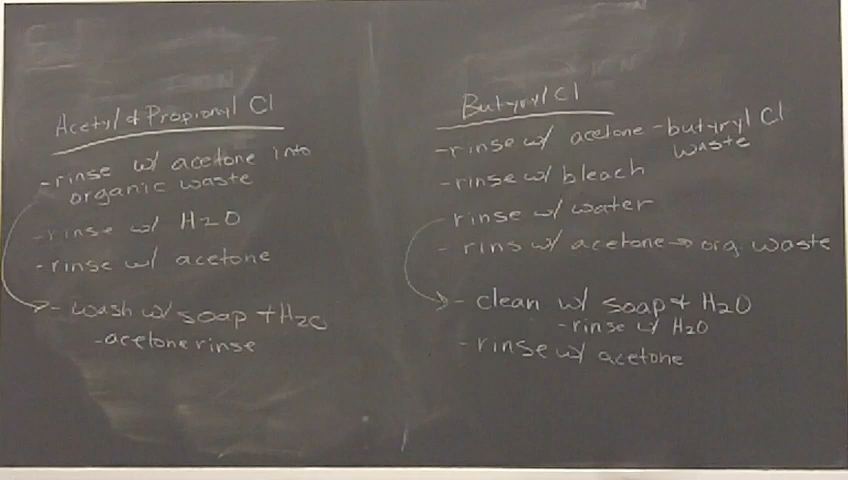 Acetyl & Propionyl Cl
-rinse w/ acetone into
organic waste
-rinse w/ H2O
-rinse w/ acetone
- wash w/ soap + H2O
-acetone rinse
Butyryl Cl
-rinse w/ acetone -butyryl Cl
waste
-rinse w/ bleach
rinse w/ water
- rins w/ acetone → org. waste
- clean w/ soap + H2O
-rinse w/ H2O
-rinse w/ acetone